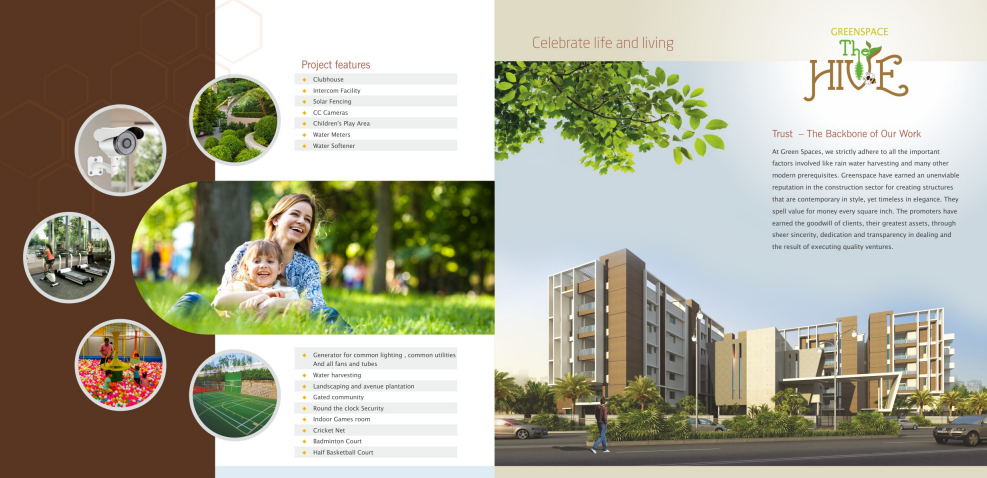 Project features
Clubhouse
Intercom Facility
Solar Fencing
CC Cameras
Children's Play Area
Water Meters
Water Softener
Generator for common lighting , common utilities
And all fans and tubes
Water harvesting
Landscaping and avenue plantation
Gated community
Round the clock Security
Indoor Games room
Cricket Net
Badminton Court
Half Basketball Court
Celebrate life and living
GREENSPACE
The
HIVE
Trust – The Backbone of Our Work
At Green Spaces, we strictly adhere to all the important
factors involved like rain water harvesting and many other
modern prerequisites. Greenspace have earned an unenviable
reputation in the construction sector for creating structures
that are contemporary in style, yet timeless in elegance. They
spell value for money every square inch. The promoters have
earned the goodwill of clients, their greatest assets, through
sheer sincerity, dedication and transparency in dealing and
the result of executing quality ventures.